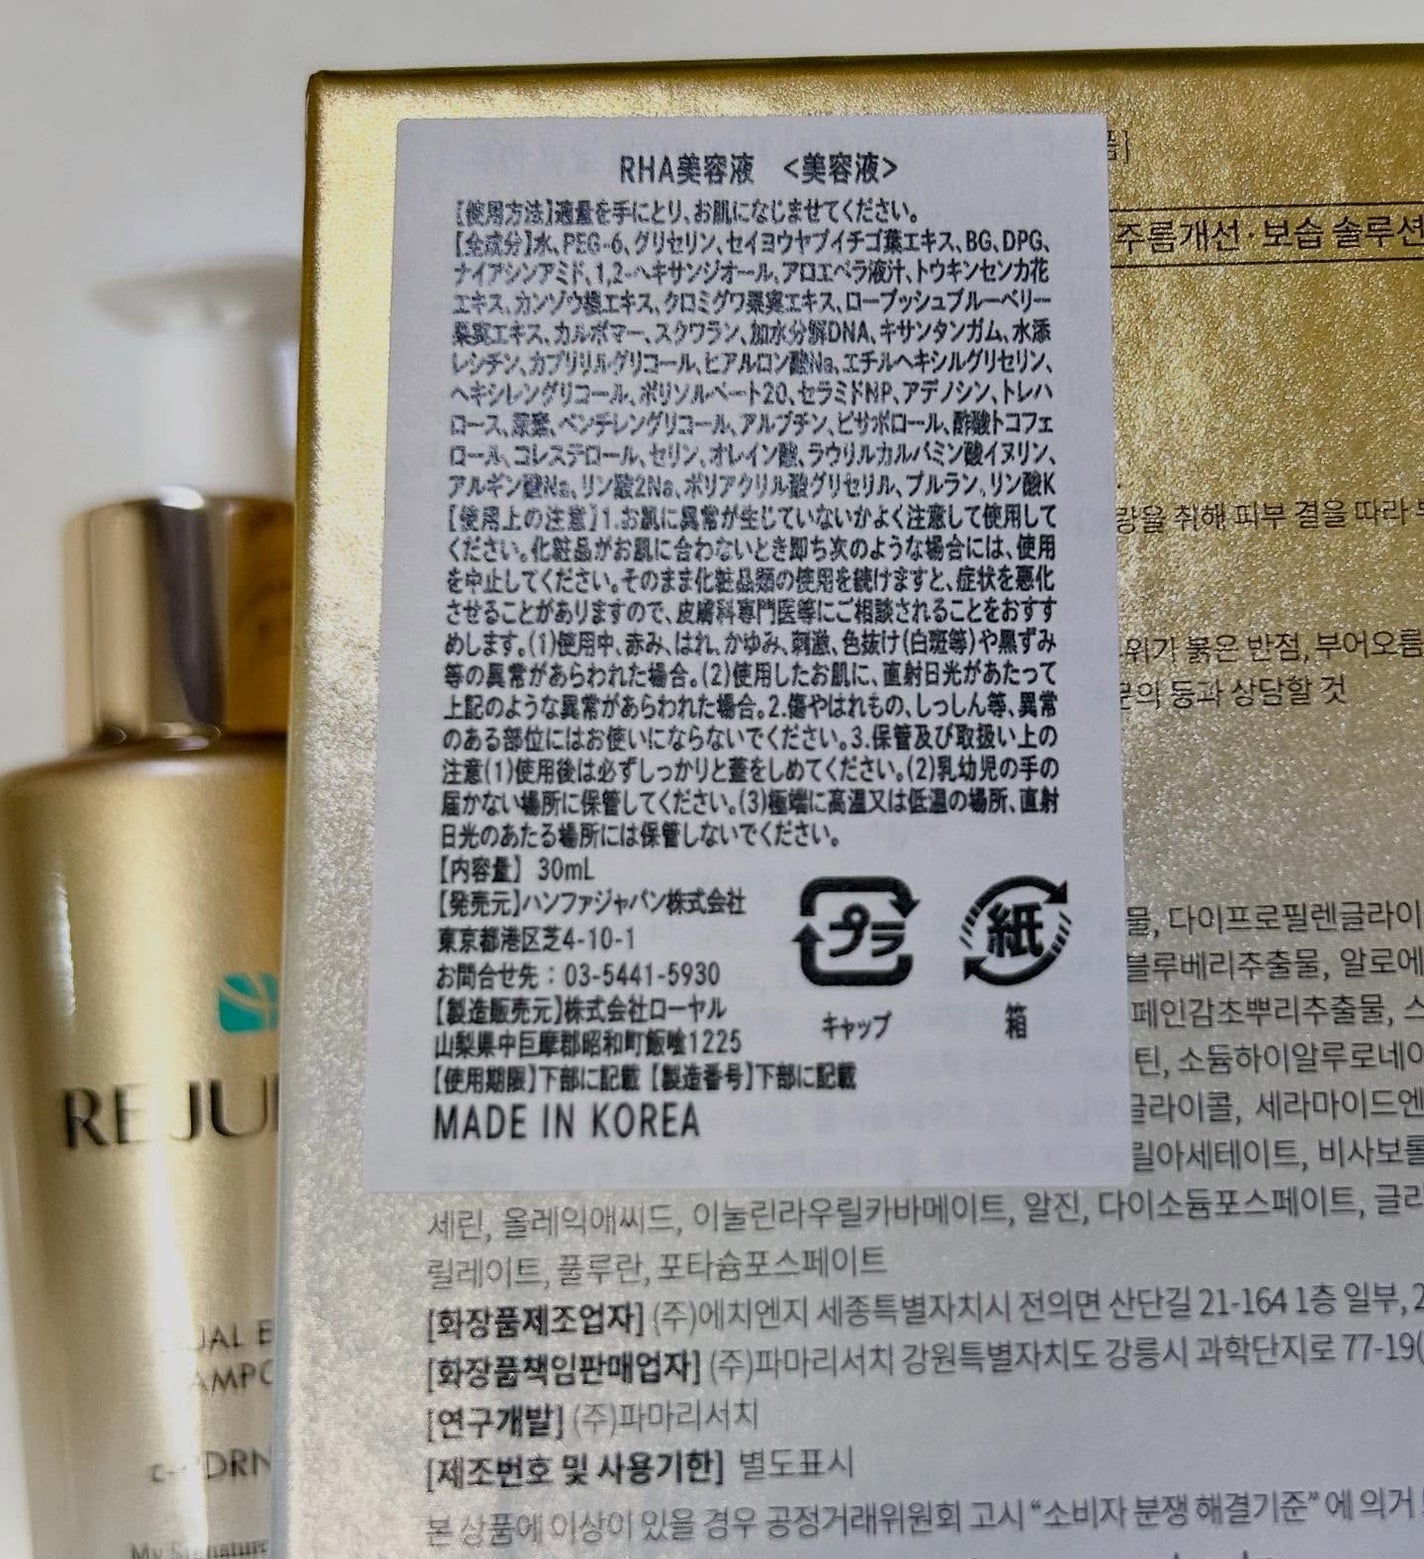 RHA美容液 <美容液>
【使用方法】適量を手にとり、お肌になじませてください。
【全成分】水、PEG-6、グリセリン、セイヨウヤブイチゴ葉エキス、BG、DPG、
ナイアシンアミド、1,2-ヘキサンジオール、アロエベラ液汁、トウキンセンカ花
エキス、カンゾウ根エキス、クロミグワ果実エキス、ローブッシュブルーベリー
果実エキス、カルボマー、スクワラン、加水分解DNA、キサンタンガム、水添
レシチン、カプリリルグリコール、ヒアルロン酸Na、エチルヘキシルグリセリン、
ヘキシレングリコール、ポリソルベート20、セラミドNP、アデノシン、トレハ
ロース、尿素、ペンチレングリコール、アルブチン、ビサボロール、酢酸トコフェ
ロール、コレステロール、セリン、オレイン酸、ラウリルカルバミン酸イヌリン、
アルギン酸Na、リン酸2Na、ポリアクリル酸グリセリル、プルラン、リン酸K
【使用上の注意】1.お肌に異常が生じていないかよく注意して使用して
ください。化粧品がお肌に合わないとき即ち次のような場合には、使用
を中止してください。そのまま化粧品類の使用を続けますと、症状を悪化
させることがありますので、皮膚科専門医等にご相談されることをおすす
めします。(1)使用中、赤み、はれ、かゆみ、刺激、色抜け(白斑等)や黒ずみ
等の異常があらわれた場合。(2)使用したお肌に、直射日光があたって
上記のような異常があらわれた場合。2.傷やはれもの、しっしん等、異常
のある部位にはお使いにならないでください。3.保管及び取扱い上の
注意(1)使用後は必ずしっかりと蓋をしめてください。(2)乳幼児の手の
届かない場所に保管してください。(3)極端に高温又は低温の場所、直射
日光のあたる場所には保管しないでください。
【内容量】 30mL
【発売元】ハンファジャパン株式会社
東京都港区芝4-10-1
お問合せ先:03-5441-5930
【製造販売元】株式会社ローヤル
山梨県中巨摩郡昭和町飯喰1225
【使用期限】下部に記載【製造番号】下部に記載
MADE IN KOREA
プラ
キャップ
紙
箱
주름개선·보습 솔루션
취해 피부 결을 따라
위가 붉은 반점, 부어오름
등과 상담할 것
물, 다이프로필렌글라이
블루베리추출물, 알로에
페인감초뿌리추출물, 스
틴, 소듐하이알루로네이
글라이콜, 세라마이드엔
릴아세테이트, 비사보롤
세린, 올레익애씨드, 이눌린라우릴카바메이트, 알진, 다이소듐포스페이트, 글리
릴레이트, 풀루란, 포타슘포스페이트
[화장품제조업자] (주)에치엔지 세종특별자치시 전의면 산단길 21-164 1층 일부, 2
[화장품책임판매업자] (주)파마리서치 강원특별자치도 강릉시 과학단지로 77-19(
[연구개발] (주)파마리서치
[제조번호 및 사용기한] 별도표시
본 상품에 이상이 있을 경우 공정거래위원회 고시 “소비자 분쟁 해결기준”에 의거
REJU
DUAL E
AMPO
c-PDRN
My Signature